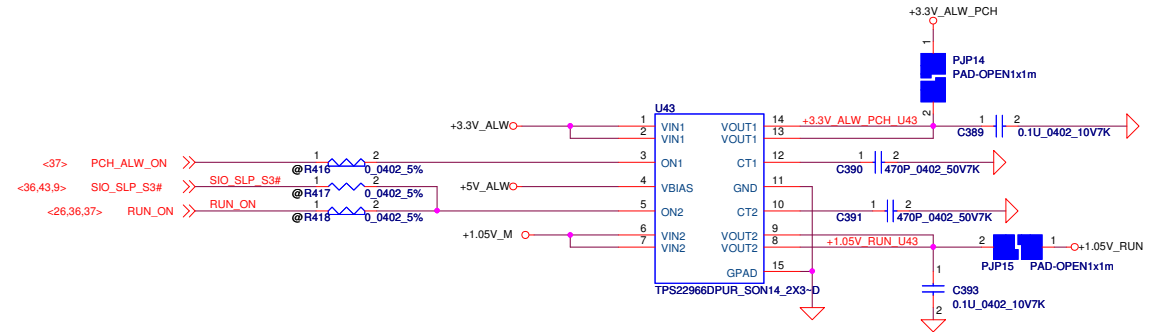 +3.3V_ALW_PCH
1
PJP14
PAD-OPEN1x1m
2
U43
+3.3V_ALW
1
VIN1
VOUT1
14
+3.3V_ALW_PCH_U43
2
VIN1
VOUT1
13
C389
1
2
0.1U_0402_10V7K
<37>
PCH_ALW_ON
1
2
@R416
0_0402_5%
3
ON1
CT1
12
C390
1
2
470P_0402_50V7K
<36,43,9>
SIO_SLP_S3#
SIO_SLP_S3#
1
2
@R417
0_0402_5%
+5V_ALW
4
VBIAS
GND
11
<26,36,37>
RUN_ON
RUN_ON
1
2
@R418
0_0402_5%
5
ON2
CT2
10
C391
1
2
470P_0402_50V7K
+1.05V_M
6
VIN2
VOUT2
9
7
VIN2
VOUT2
8
+1.05V_RUN_U43
2
1
+1.05V_RUN
PJP15
PAD-OPEN1x1m
GPAD
15
TPS22966DPUR_SON14_2X3~D
1
C393
0.1U_0402_10V7K
2